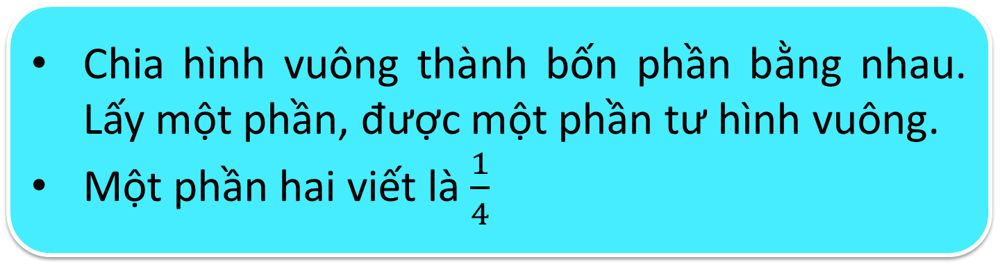 • Chia hình vuông thành bốn phần bằng nhau.
Lấy một phần, được một phần tư hình vuông.
• Một phần hai viết là 1/4